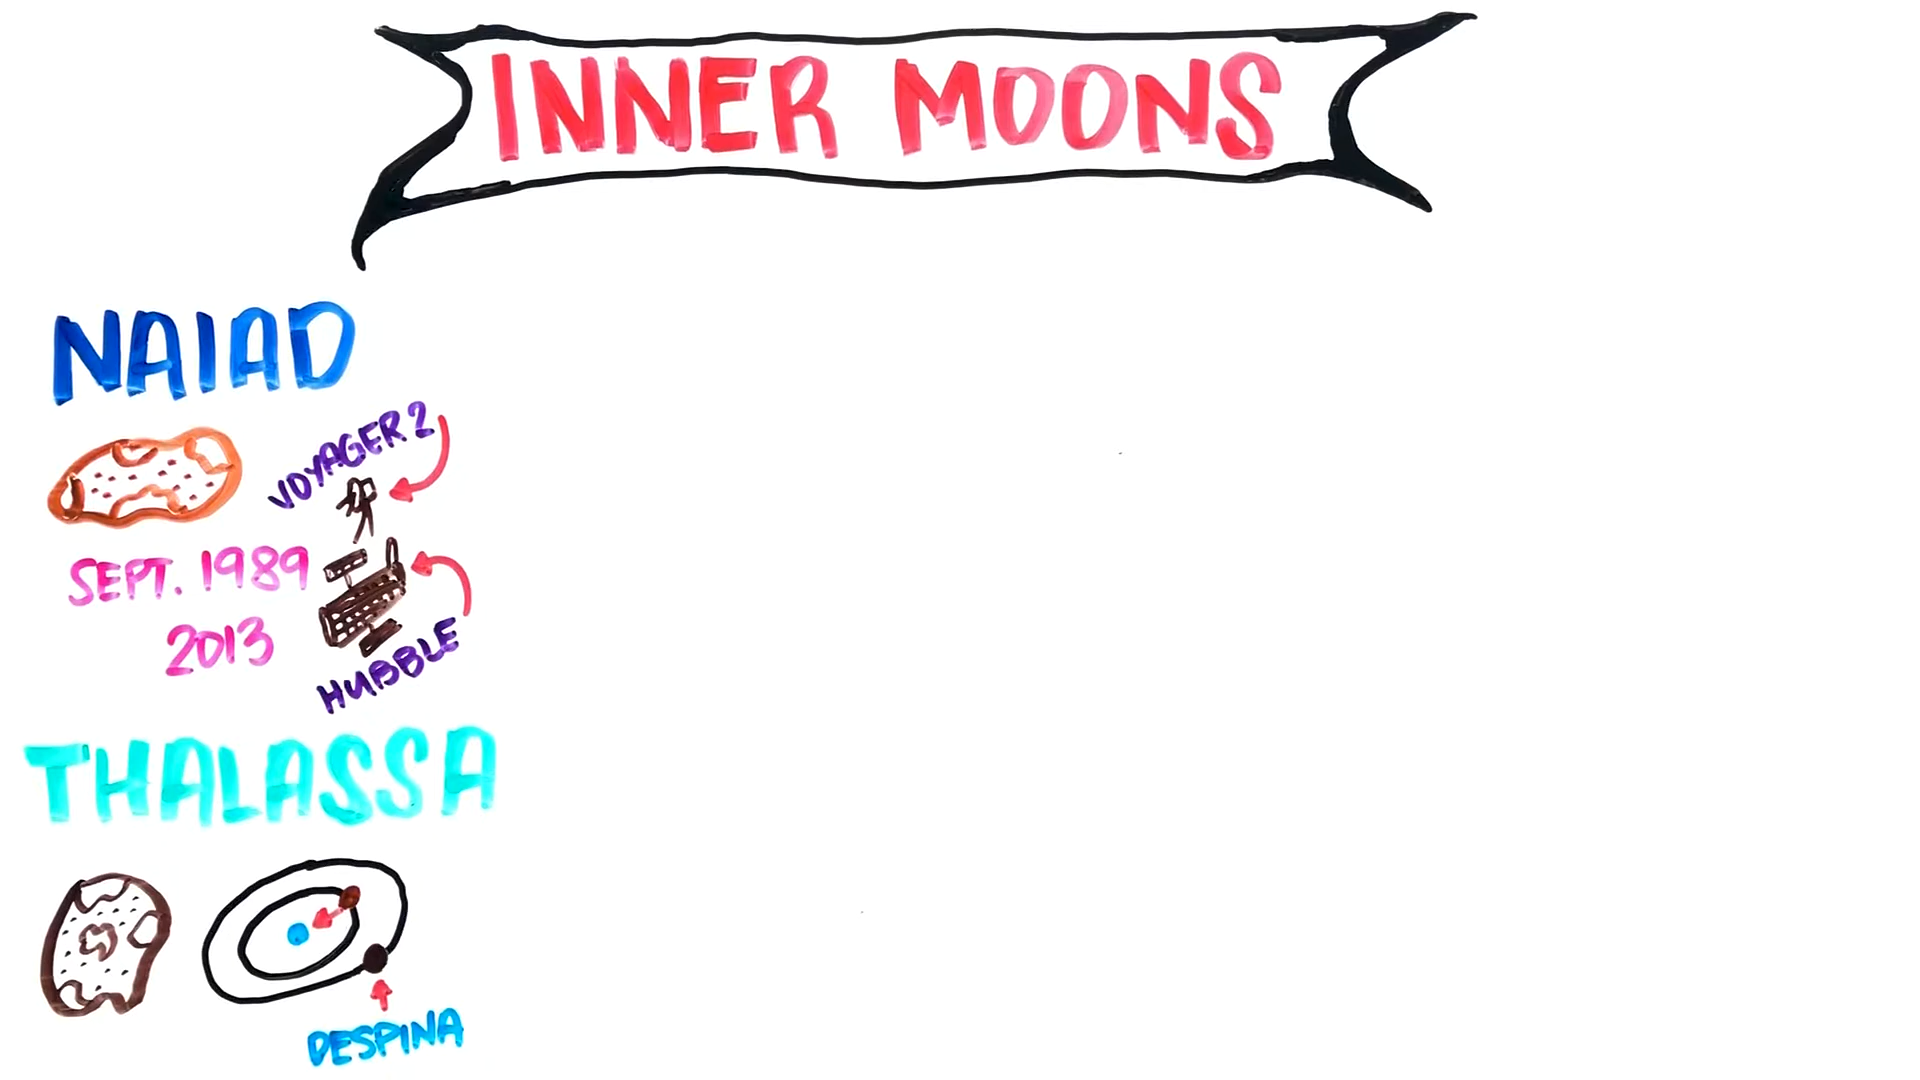 INNER MOONS
NAIAD
VOYAGER 2
SEPT. 1989
2013
HUBBLE
THALASSA
DESPINA